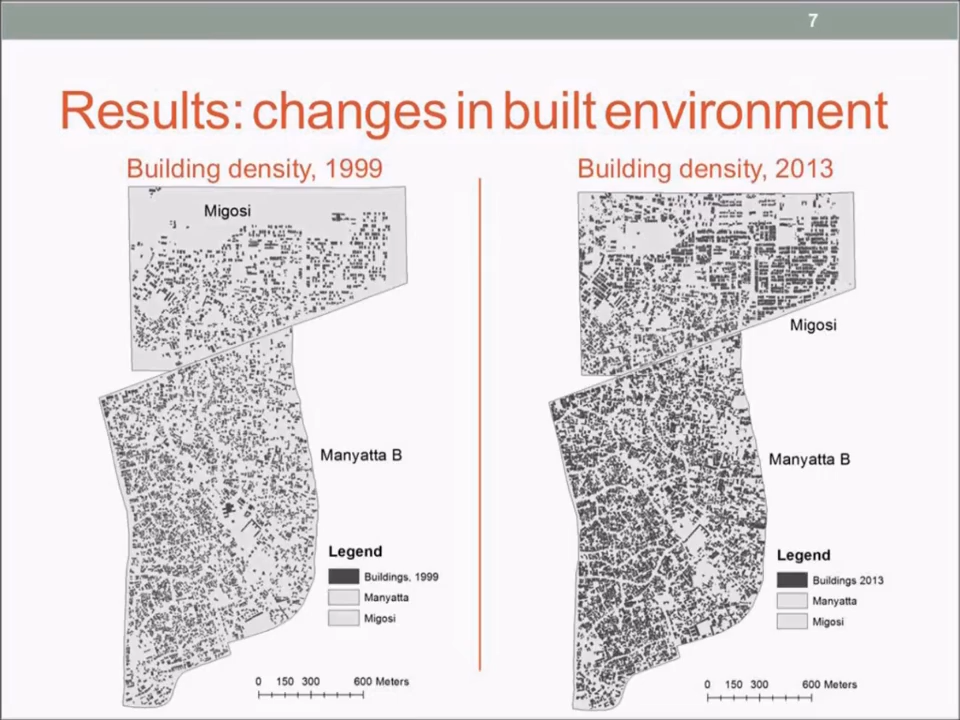 7
Results: changes in built environment
Building density, 1999
Migosi
Manyatta B
Legend
Buildings, 1999
Manyatta
Migosi
0 150 300 600 Meters
Building density, 2013
Migosi
Manyatta B
Legend
Buildings 2013
Manyatta
Migosi
0 150 300 600 Meters